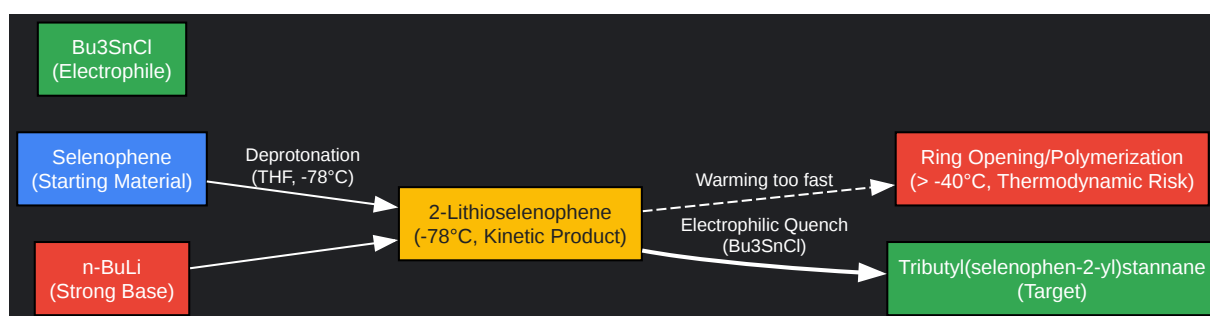 Bu3SnCl
(Electrophile)
Selenophene
(Starting Material)
n-BuLi
(Strong Base)
Deprotonation
(THF, -78°C)
2-Lithioselenophene
(-78°C, Kinetic Product)
Warming too fast
Electrophilic Quench
(Bu3SnCl)
Ring Opening/Polymerization
(> -40°C, Thermodynamic Risk)
Tributyl(selenophen-2-yl)stannane
(Target)